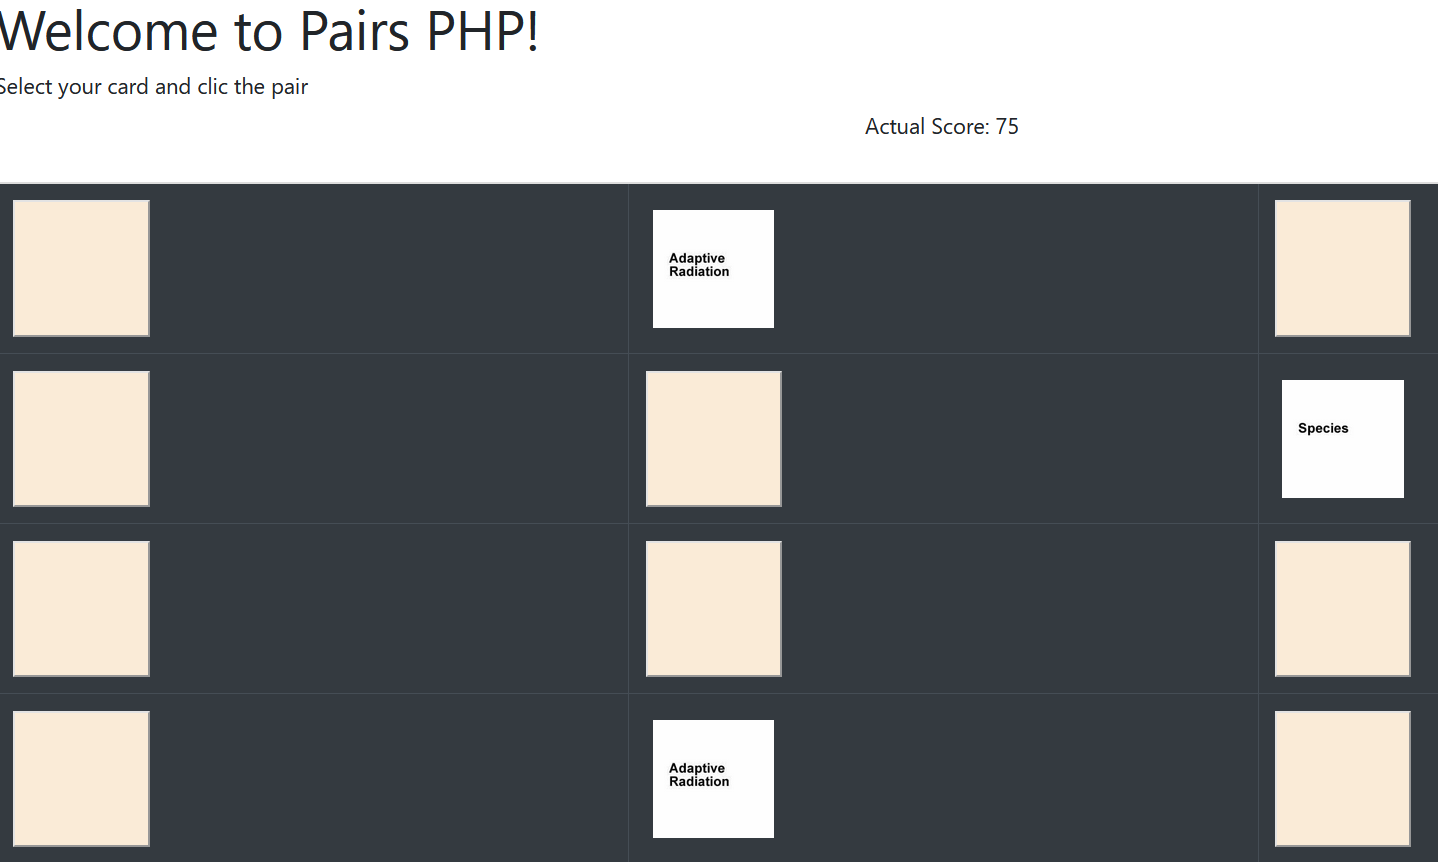 Welcome to Pairs PHP!
Select your card and clic the pair
Actual Score: 75
Adaptive
Radiation
Species
Adaptive
Radiation